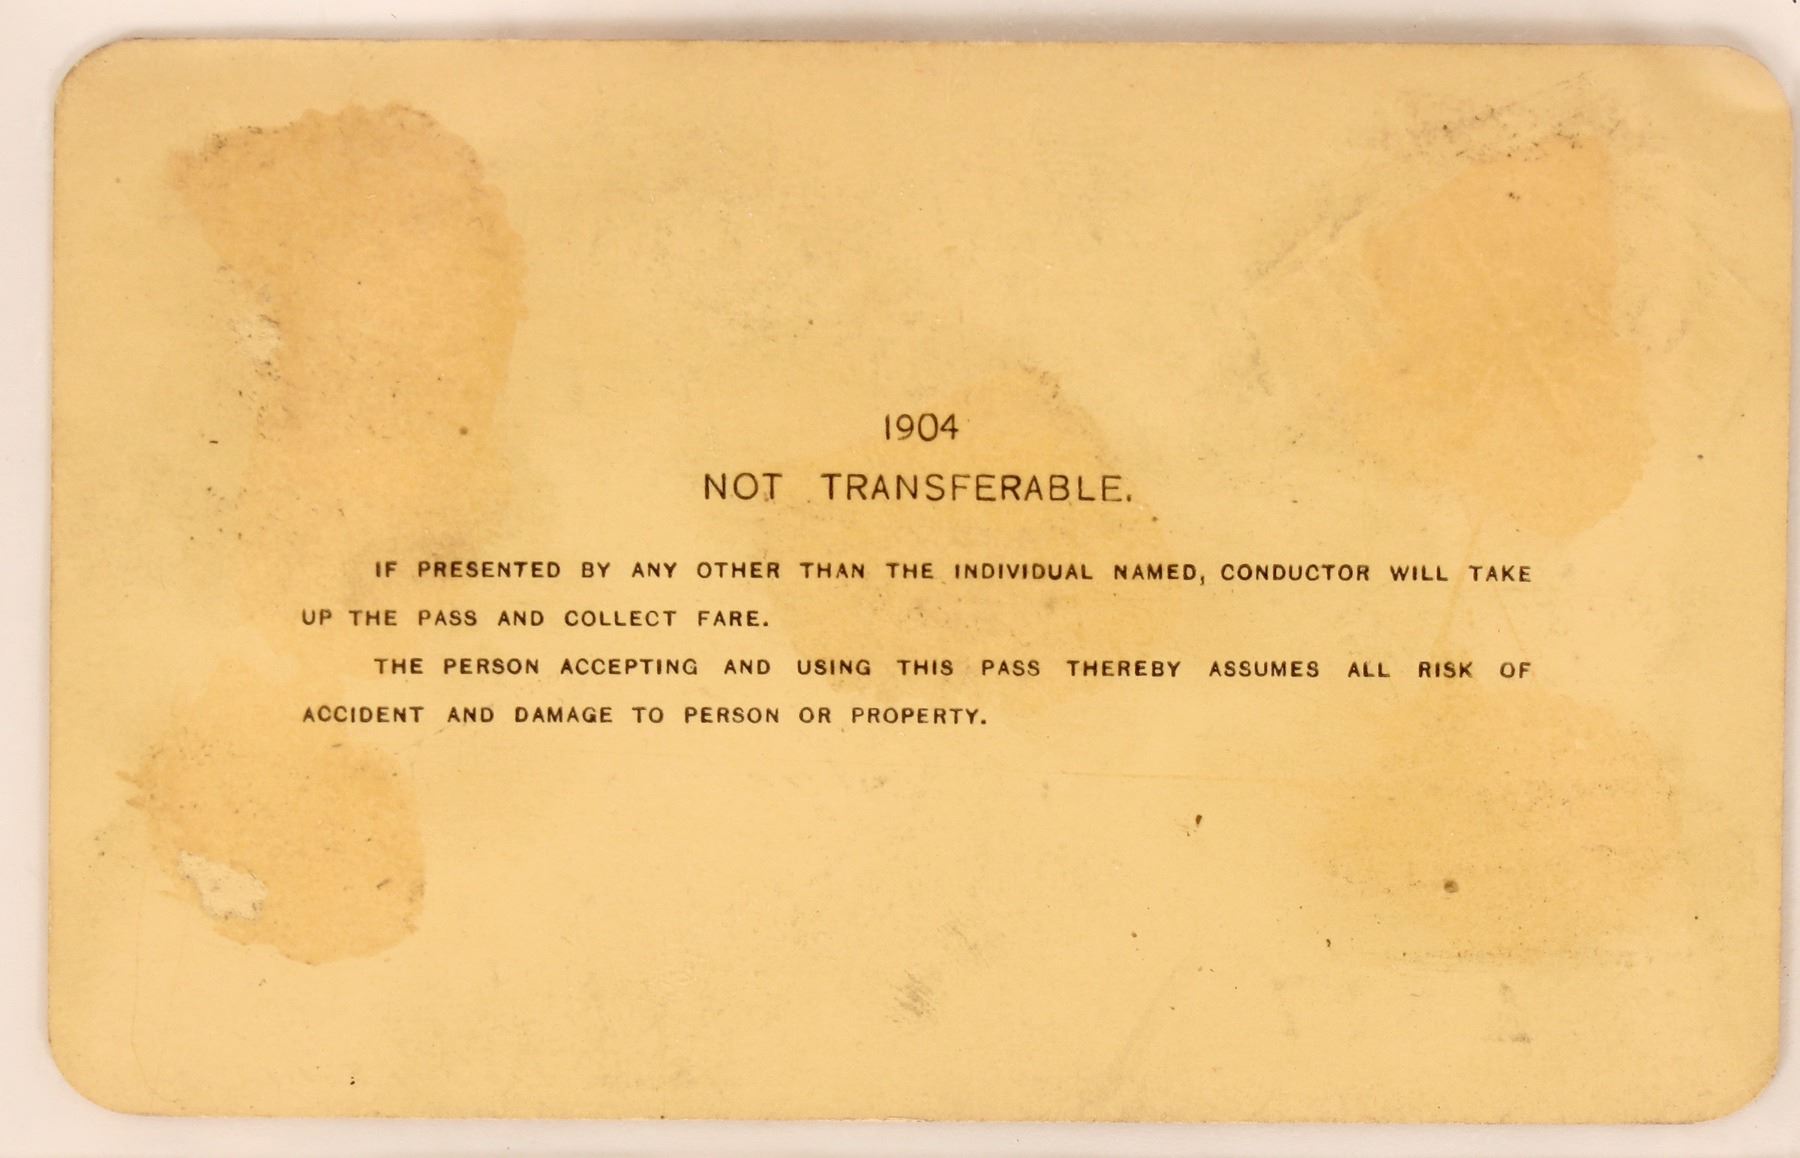 1904
NOT TRANSFERABLE.
IF PRESENTED BY ANY OTHER THAN THE INDIVIDUAL NAMED, CONDUCTOR WILL TAKE
UP THE PASS AND COLLECT FARE.
THE PERSON ACCEPTING AND USING THIS PASS THEREBY ASSUMES ALL RISK OF
ACCIDENT AND DAMAGE TO PERSON OR PROPERTY.